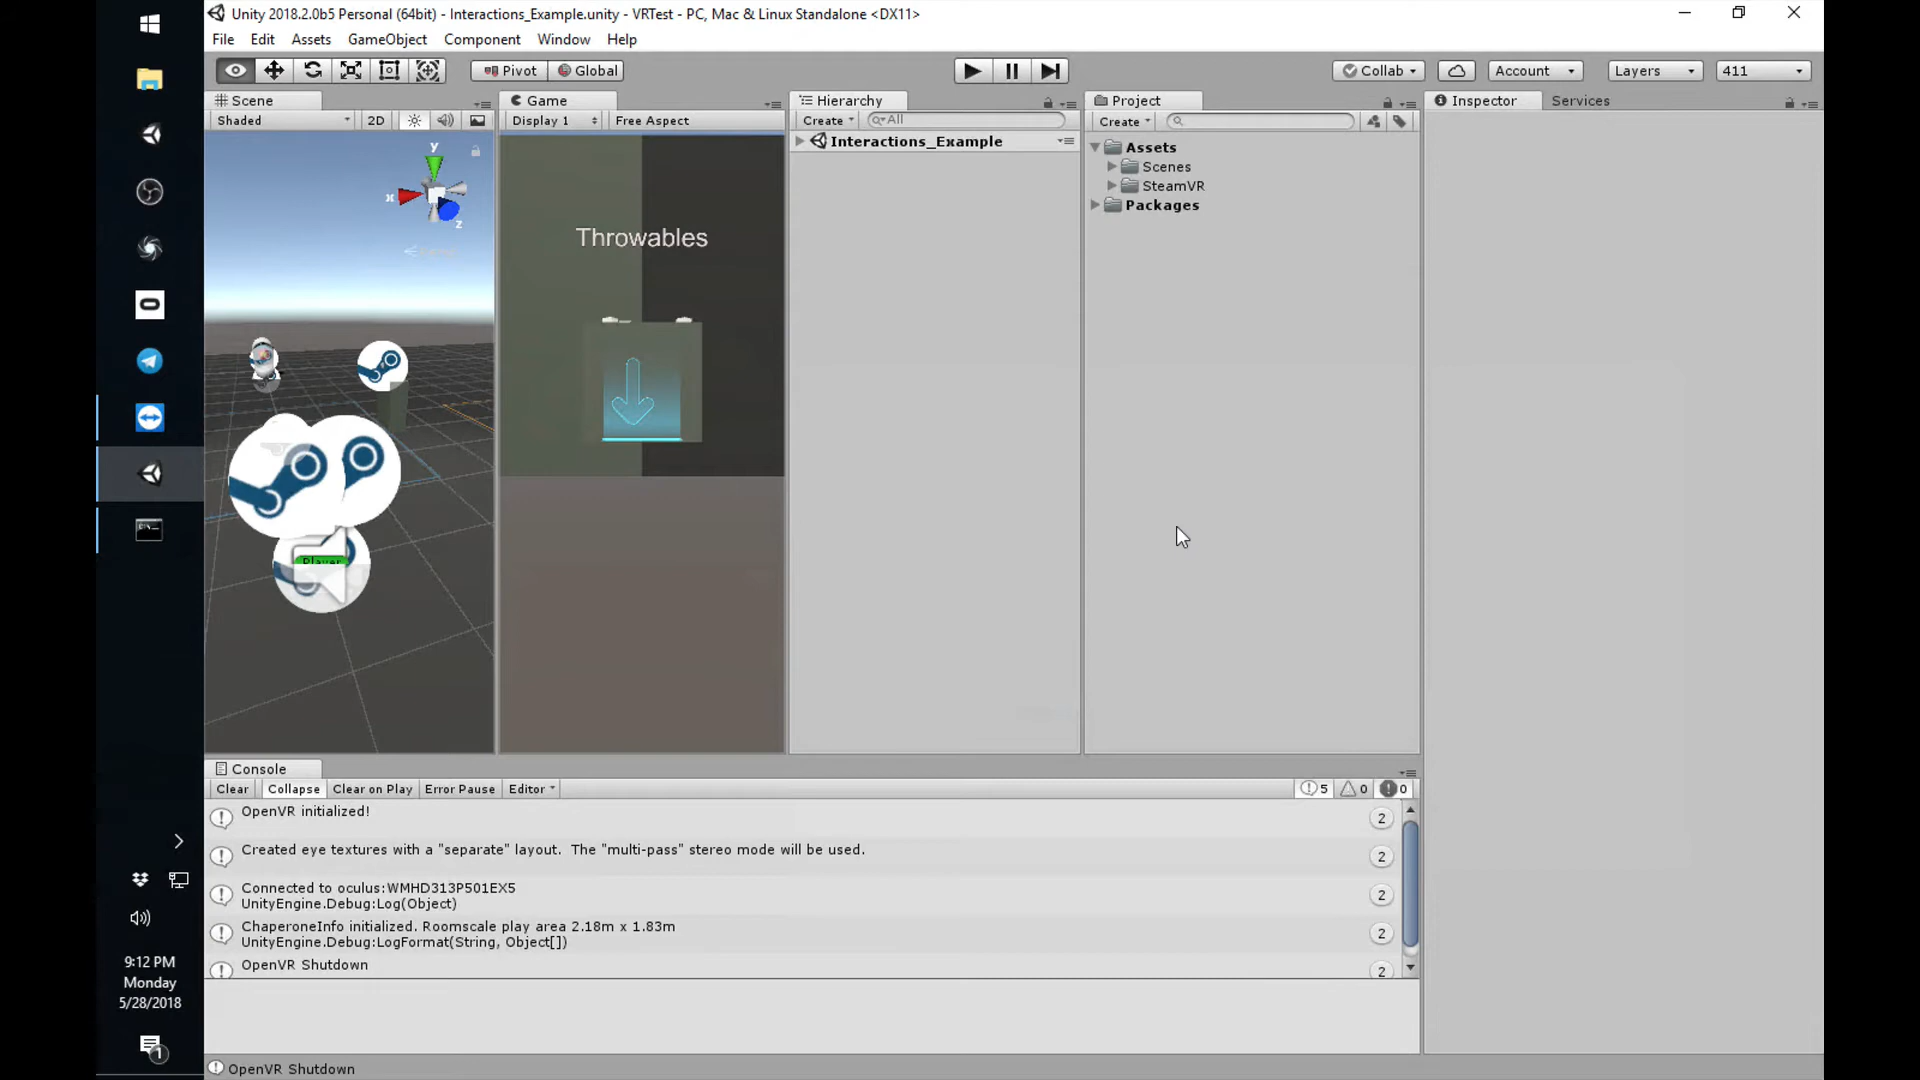 Unity 2018.2.0b5 Personal (64bit) - Interactions_Example.unity - VRTest - PC, Mac & Linux Standalone <DX11>
File Edit Assets GameObject Component Window Help
Pivot Global Collab Account Layers 411
Scene
Shaded 2D
y
x
z
Player
Game
Display 1 Free Aspect
Throwables
Hierarchy
Create All
Interactions_Example
Project
Create
Assets
Scenes
SteamVR
Packages
Inspector Services
Console
Clear Collapse Clear on Play Error Pause Editor 5 0 0
OpenVR initialized! 2
Created eye textures with a "separate" layout. The "multi-pass" stereo mode will be used. 2
Connected to oculus:WMHD313P501EX5
UnityEngine.Debug:Log(Object) 2
ChaperoneInfo initialized. Roomscale play area 2.18m x 1.83m
UnityEngine.Debug:LogFormat(String, Object[]) 2
OpenVR Shutdown 2
OpenVR Shutdown
9:12 PM
Monday
5/28/2018
1